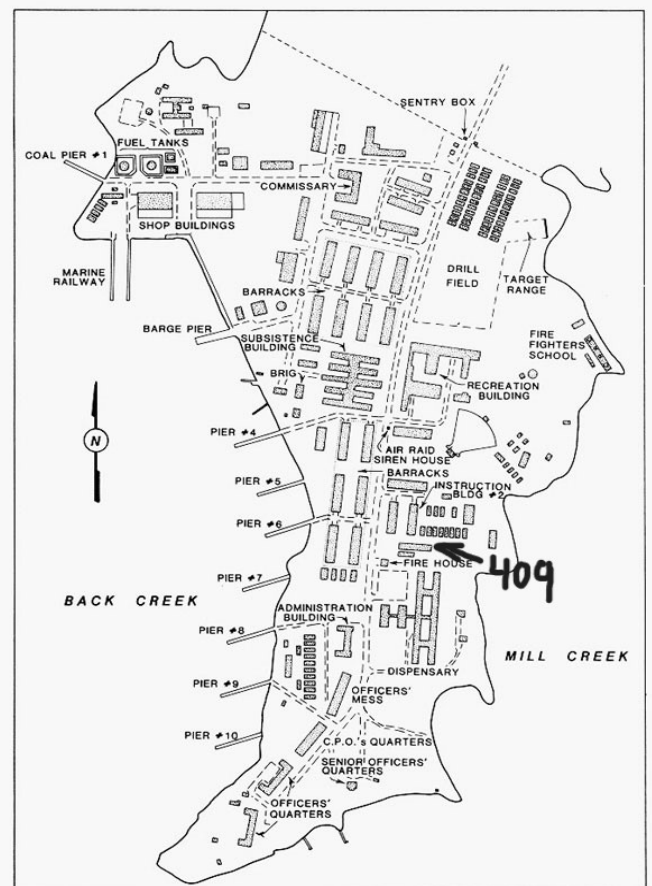 SENTRY BOX
FUEL TANKS
COAL PIER #1
COMMISSARY
SHOP BUILDINGS
MARINE
RAILWAY
DRILL
FIELD
TARGET
RANGE
BARRACKS
BARGE PIER
SUBSISTENCE
BUILDING
FIRE
FIGHTERS
SCHOOL
BRIG
RECREATION
BUILDING
N
PIER #4
AIR RAID
SIREN HOUSE
BARRACKS
PIER #5
INSTRUCTION
BLDG #2
PIER #6
409
FIRE HOUSE
PIER #7
BACK CREEK
ADMINISTRATION
BUILDING
PIER #8
MILL CREEK
DISPENSARY
PIER #9
OFFICERS'
MESS
PIER #10
C.P.O.'s QUARTERS
SENIOR OFFICERS'
QUARTERS
OFFICERS'
QUARTERS